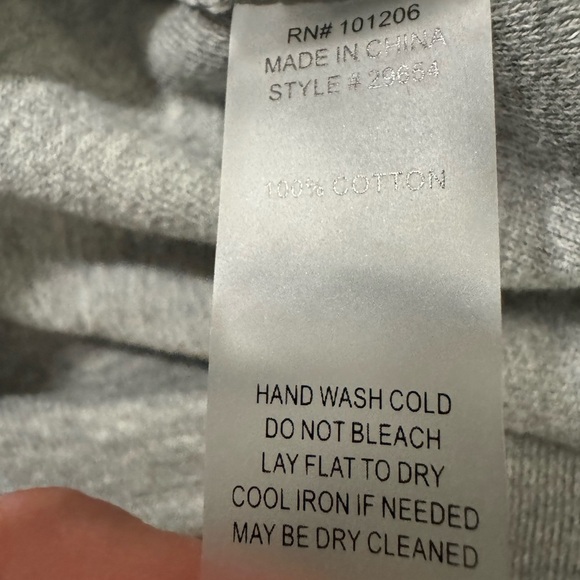 RN# 101206
MADE IN CHINA
STYLE # 29654
100% COTTON
HAND WASH COLD
DO NOT BLEACH
LAY FLAT TO DRY
COOL IRON IF NEEDED
MAY BE DRY CLEANED